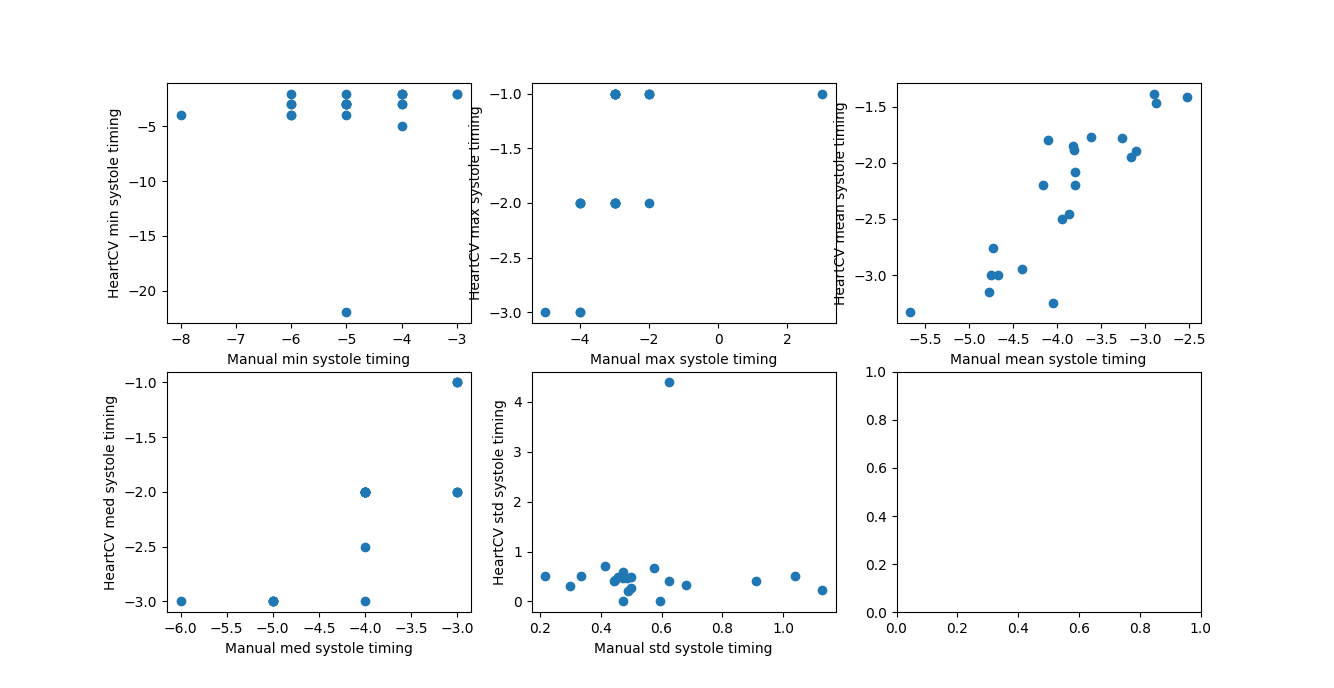 HeartCV min systole timing
−5
−10
−15
−20
−8 −7 −6 −5 −4 −3
Manual min systole timing
HeartCV max systole timing
−1.0
−1.5
−2.0
−2.5
−3.0
−4 −2 0 2
Manual max systole timing
HeartCV mean systole timing
−1.5
−2.0
−2.5
−3.0
−5.5 −5.0 −4.5 −4.0 −3.5 −3.0 −2.5
Manual mean systole timing
HeartCV med systole timing
−1.0
−1.5
−2.0
−2.5
−3.0
−6.0 −5.5 −5.0 −4.5 −4.0 −3.5 −3.0
Manual med systole timing
HeartCV std systole timing
4
3
2
1
0
0.2 0.4 0.6 0.8 1.0
Manual std systole timing
1.0
0.8
0.6
0.4
0.2
0.0
0.0 0.2 0.4 0.6 0.8 1.0